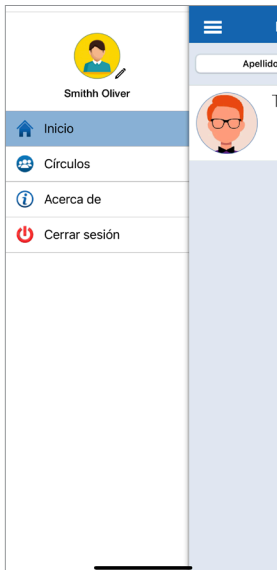 Smithh Oliver
Inicio
Círculos
Acerca de
Cerrar sesión
Apellido